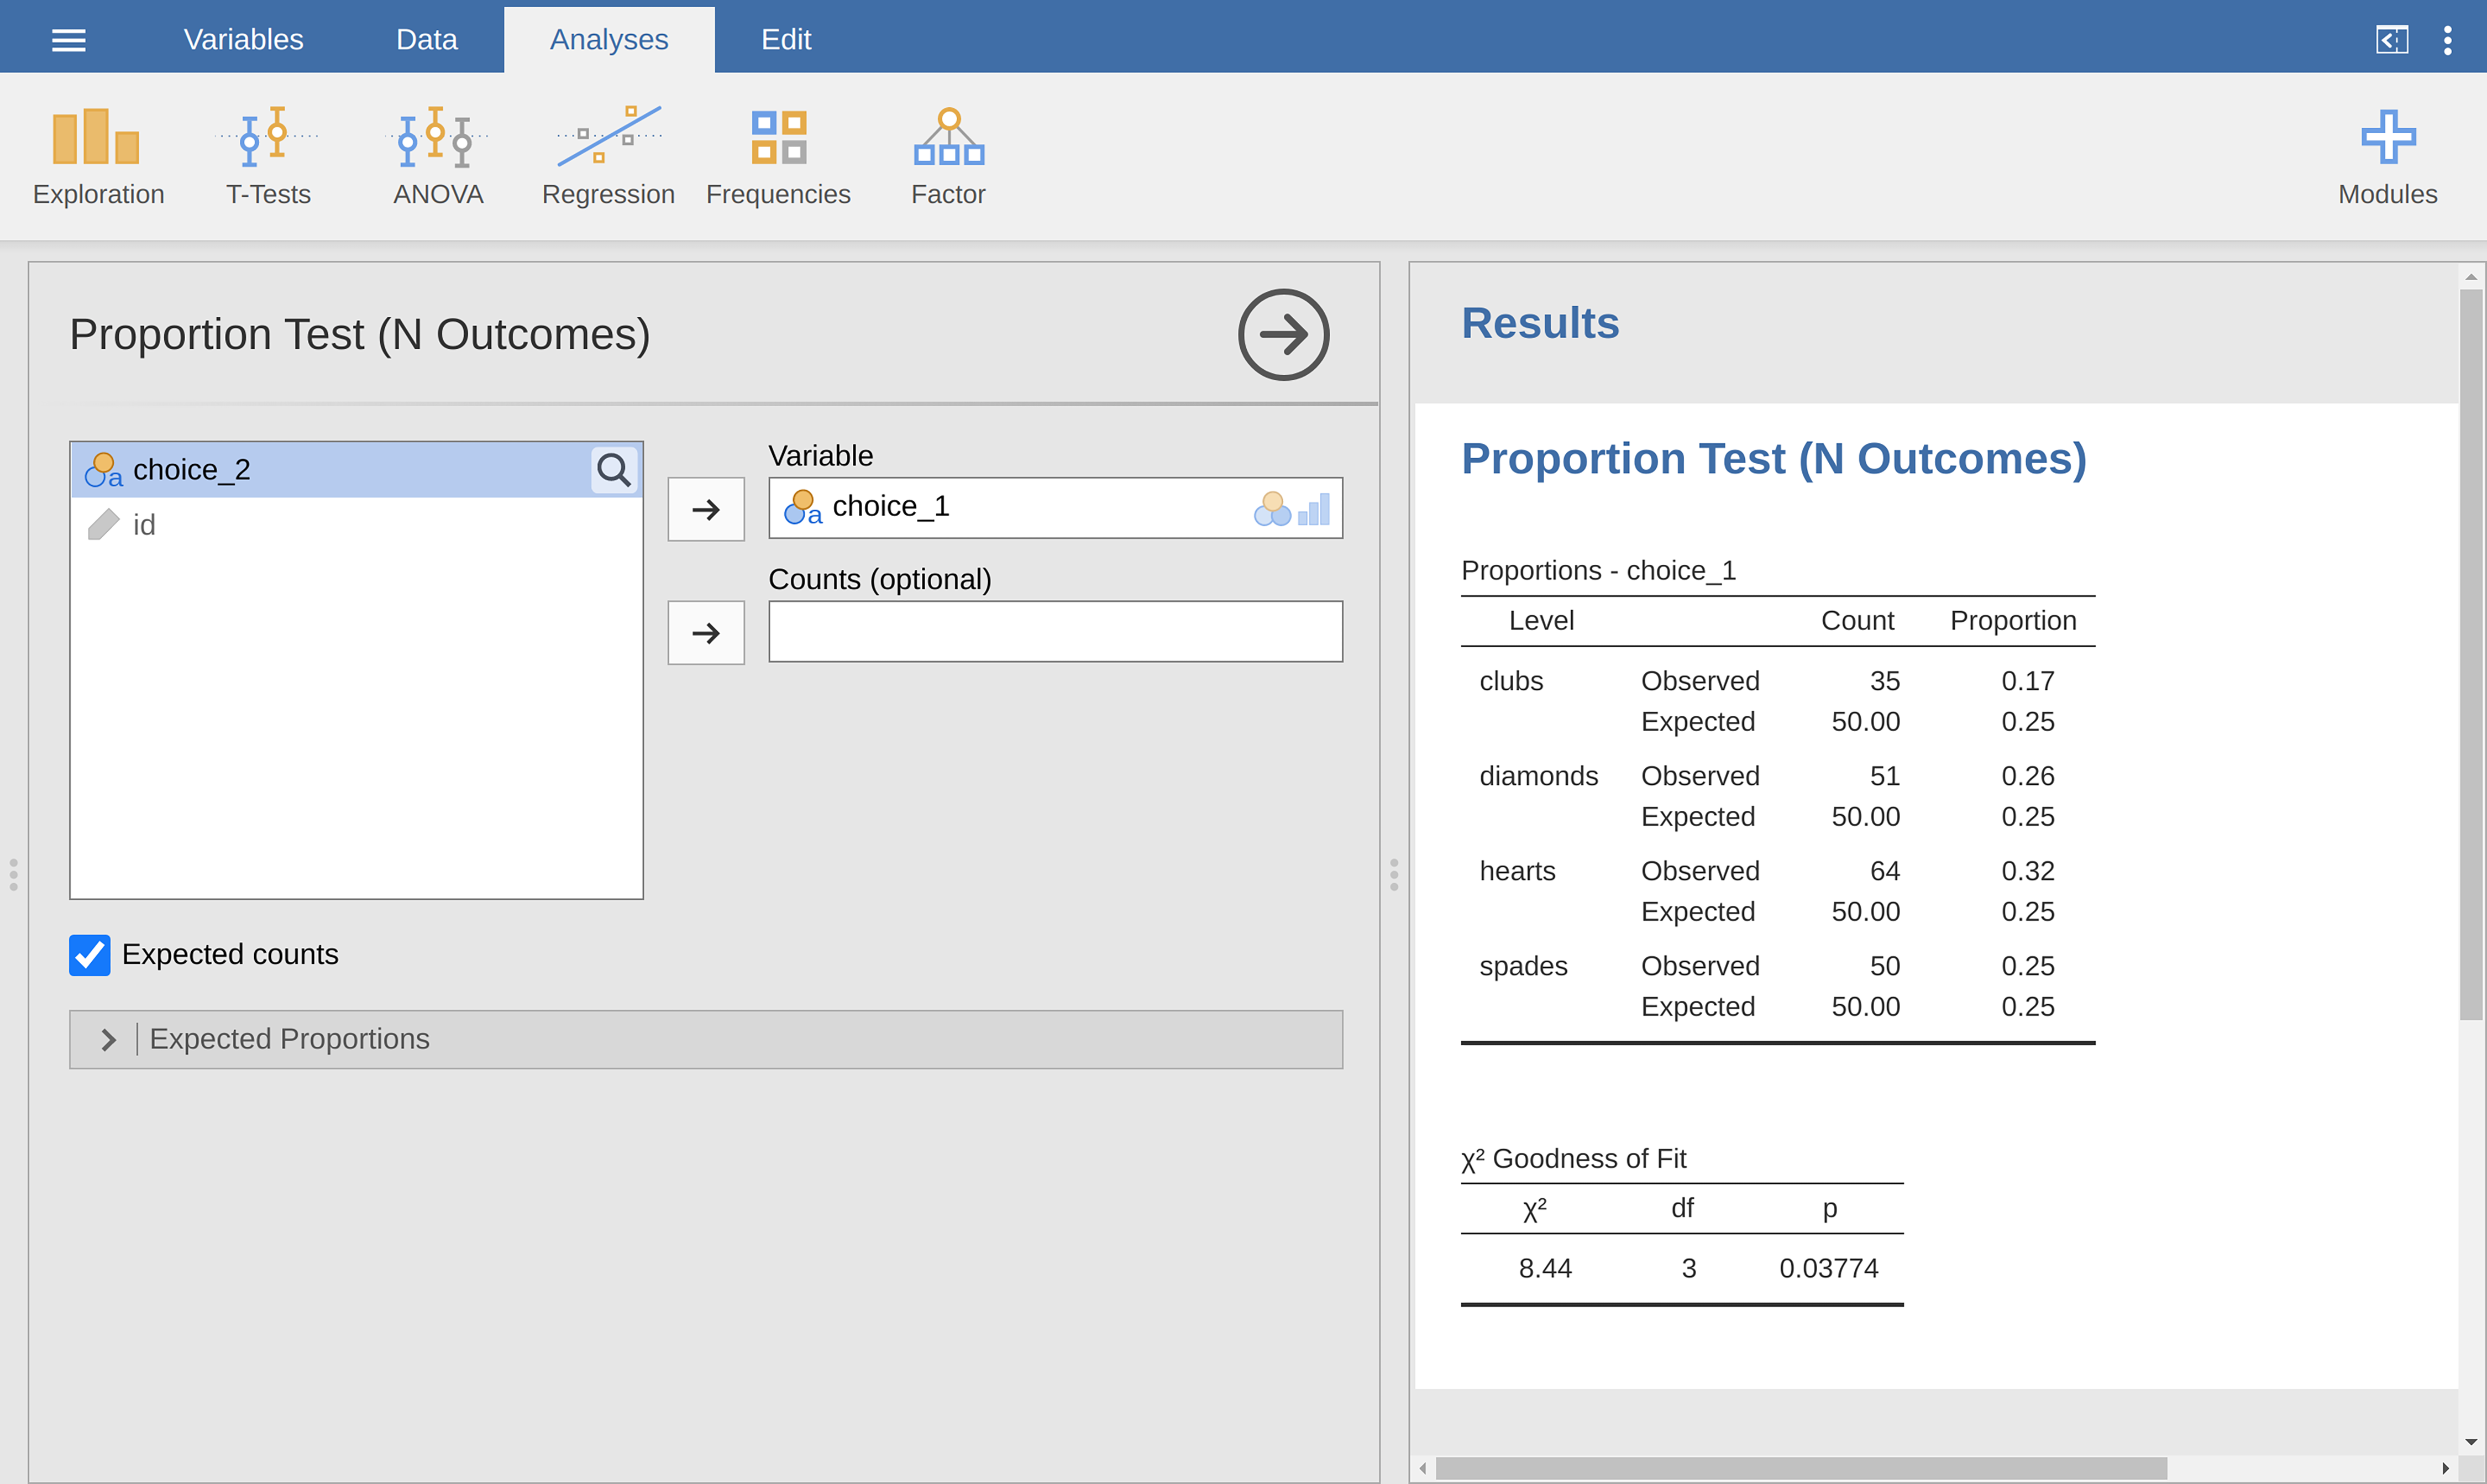 Variables Data Analyses Edit
Exploration T-Tests ANOVA Regression Frequencies Factor Modules
Proportion Test (N Outcomes)
a choice_2
id
Variable
a choice_1
Counts (optional)
Expected counts
Expected Proportions
Results
Proportion Test (N Outcomes)
Proportions - choice_1
Level Count Proportion
clubs Observed 35 0.17
Expected 50.00 0.25
diamonds Observed 51 0.26
Expected 50.00 0.25
hearts Observed 64 0.32
Expected 50.00 0.25
spades Observed 50 0.25
Expected 50.00 0.25
χ² Goodness of Fit
χ² df p
8.44 3 0.03774